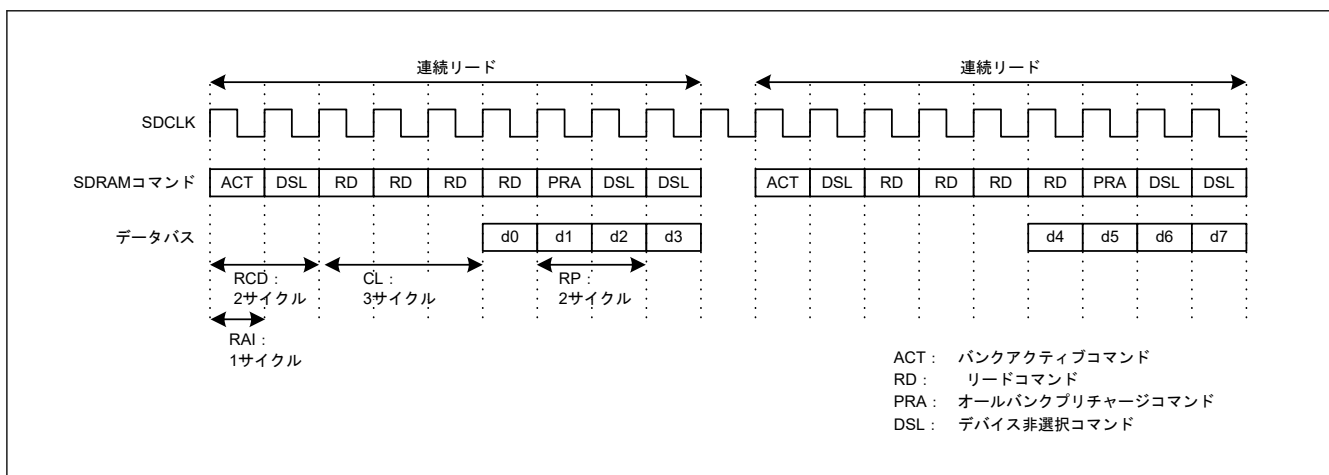 連続リード 連続リード
SDCLK
SDRAMコマンド ACT DSL RD RD RD RD PRA DSL DSL ACT DSL RD RD RD RD PRA DSL DSL
データバス d0 d1 d2 d3 d4 d5 d6 d7
RCD： CL： RP：
2サイクル 3サイクル 2サイクル
RAI：
1サイクル
ACT： バンクアクティブコマンド
RD： リードコマンド
PRA： オールバンクプリチャージコマンド
DSL： デバイス非選択コマンド